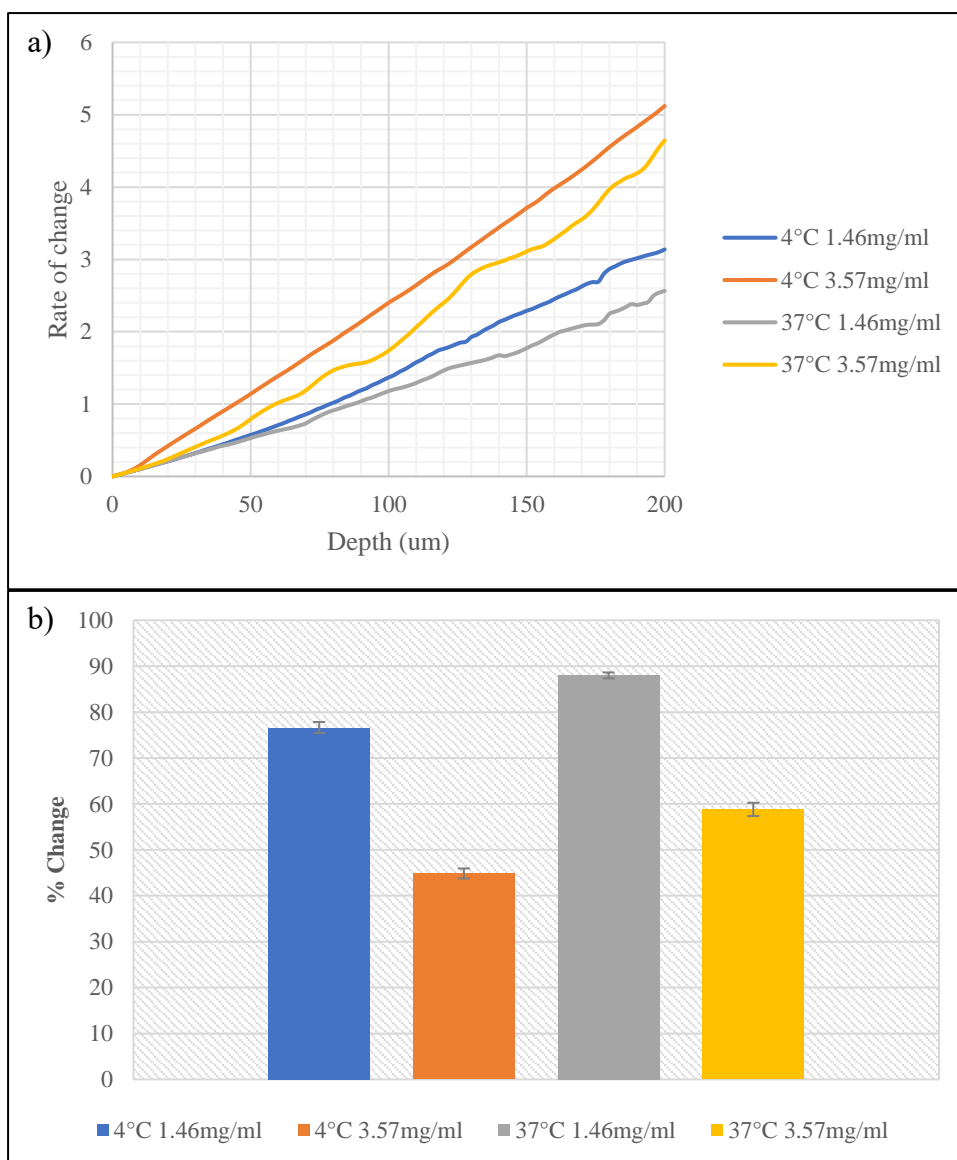 a)
6
5
4
3
2
1
0
Rate of change
0 50 100 150 200
Depth (um)
4°C 1.46mg/ml
4°C 3.57mg/ml
37°C 1.46mg/ml
37°C 3.57mg/ml
b)
100
90
80
70
60
50
40
30
20
10
0
% Change
4°C 1.46mg/ml 4°C 3.57mg/ml 37°C 1.46mg/ml 37°C 3.57mg/ml